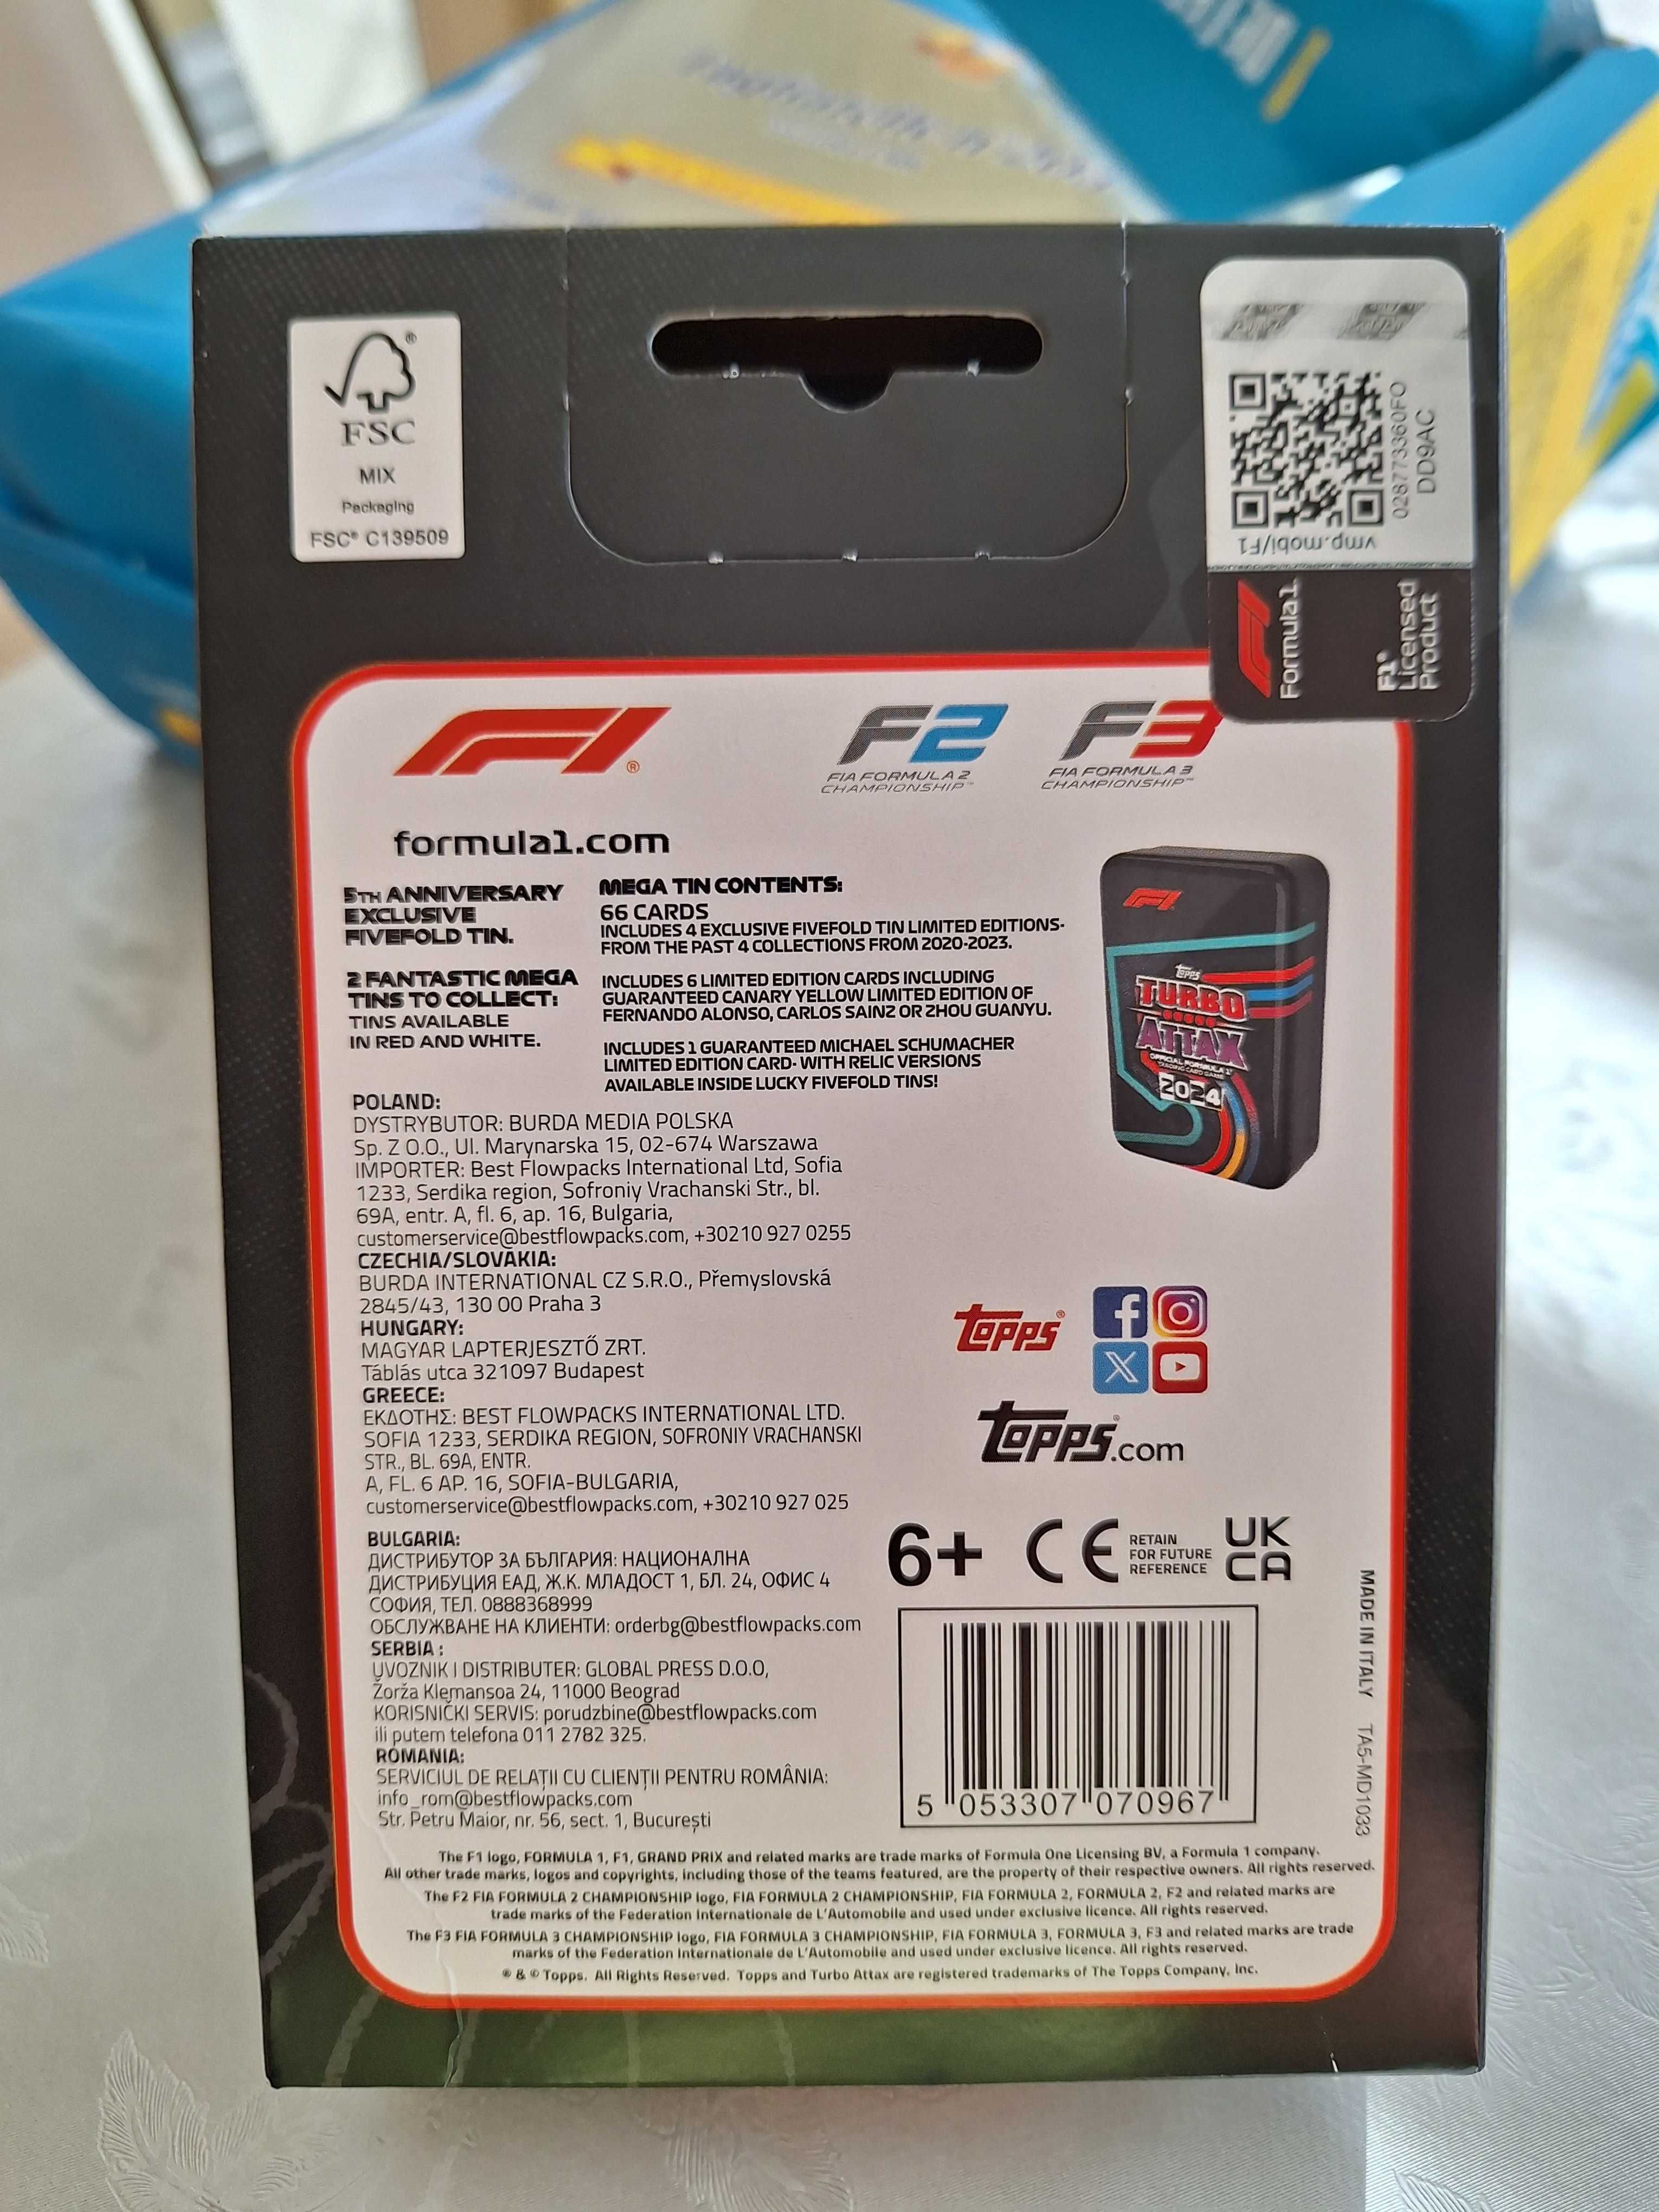 FSC
MIX
Packaging
FSC® C139509
vmp.mobi/F1
028773360FO
DD9AC
Formula1
F1®
Licensed
Product
F1®
F2
FIA FORMULA 2
CHAMPIONSHIP™
F3
FIA FORMULA 3
CHAMPIONSHIP™
formula1.com
5TH ANNIVERSARY
EXCLUSIVE
FIVEFOLD TIN.
2 FANTASTIC MEGA
TINS TO COLLECT:
TINS AVAILABLE
IN RED AND WHITE.
MEGA TIN CONTENTS:
66 CARDS
INCLUDES 4 EXCLUSIVE FIVEFOLD TIN LIMITED EDITIONS-
FROM THE PAST 4 COLLECTIONS FROM 2020-2023.
INCLUDES 6 LIMITED EDITION CARDS INCLUDING
GUARANTEED CANARY YELLOW LIMITED EDITION OF
FERNANDO ALONSO, CARLOS SAINZ OR ZHOU GUANYU.
INCLUDES 1 GUARANTEED MICHAEL SCHUMACHER
LIMITED EDITION CARD- WITH RELIC VERSIONS
AVAILABLE INSIDE LUCKY FIVEFOLD TINS!
F1
Topps
TURBO
ATTAX
OFFICIAL FORMULA 1
TRADING CARD GAME
2024
POLAND:
DYSTRYBUTOR: BURDA MEDIA POLSKA
Sp. Z O.O., Ul. Marynarska 15, 02-674 Warszawa
IMPORTER: Best Flowpacks International Ltd, Sofia
1233, Serdika region, Sofroniy Vrachanski Str., bl.
69A, entr. A, fl. 6, ap. 16, Bulgaria,
customerservice@bestflowpacks.com, +30210 927 0255
CZECHIA/SLOVAKIA:
BURDA INTERNATIONAL CZ S.R.O., Přemyslovská
2845/43, 130 00 Praha 3
HUNGARY:
MAGYAR LAPTERJESZTŐ ZRT.
Táblás utca 321097 Budapest
GREECE:
ΕΚΔΟΤΗΣ: BEST FLOWPACKS INTERNATIONAL LTD.
SOFIA 1233, SERDIKA REGION, SOFRONIY VRACHANSKI
STR., BL. 69A, ENTR.
A, FL. 6 AP. 16, SOFIA-BULGARIA,
customerservice@bestflowpacks.com, +30210 927 025
BULGARIA:
ДИСТРИБУТОР ЗА БЪЛГАРИЯ: НАЦИОНАЛНА
ДИСТРИБУЦИЯ ЕАД, Ж.К. МЛАДОСТ 1, БЛ. 24, ОФИС 4
СОФИЯ, ТЕЛ. 0888368999
ОБСЛУЖВАНЕ НА КЛИЕНТИ: orderbg@bestflowpacks.com
SERBIA :
UVOZNIK I DISTRIBUTER: GLOBAL PRESS D.O.O,
Žorža Klemansoa 24, 11000 Beograd
KORISNIČKI SERVIS: porudzbine@bestflowpacks.com
ili putem telefona 011 2782 325.
ROMANIA:
SERVICIUL DE RELAȚII CU CLIENȚII PENTRU ROMÂNIA:
info_rom@bestflowpacks.com
Str. Petru Maior, nr. 56, sect. 1, București
Topps®
Topps.com
6+
CE
RETAIN
FOR FUTURE
REFERENCE
UK
CA
5 053307 070967
MADE IN ITALY TA5-MD1033
The F1 logo, FORMULA 1, F1, GRAND PRIX and related marks are trade marks of Formula One Licensing BV, a Formula 1 company.
All other trade marks, logos and copyrights, including those of the teams featured, are the property of their respective owners. All rights reserved.
The F2 FIA FORMULA 2 CHAMPIONSHIP logo, FIA FORMULA 2 CHAMPIONSHIP, FIA FORMULA 2, FORMULA 2, F2 and related marks are
trade marks of the Federation Internationale de L'Automobile and used under exclusive licence. All rights reserved.
The F3 FIA FORMULA 3 CHAMPIONSHIP logo, FIA FORMULA 3 CHAMPIONSHIP, FIA FORMULA 3, FORMULA 3, F3 and related marks are trade
marks of the Federation Internationale de L'Automobile and used under exclusive licence. All rights reserved.
® & © Topps. All Rights Reserved. Topps and Turbo Attax are registered trademarks of The Topps Company, Inc.